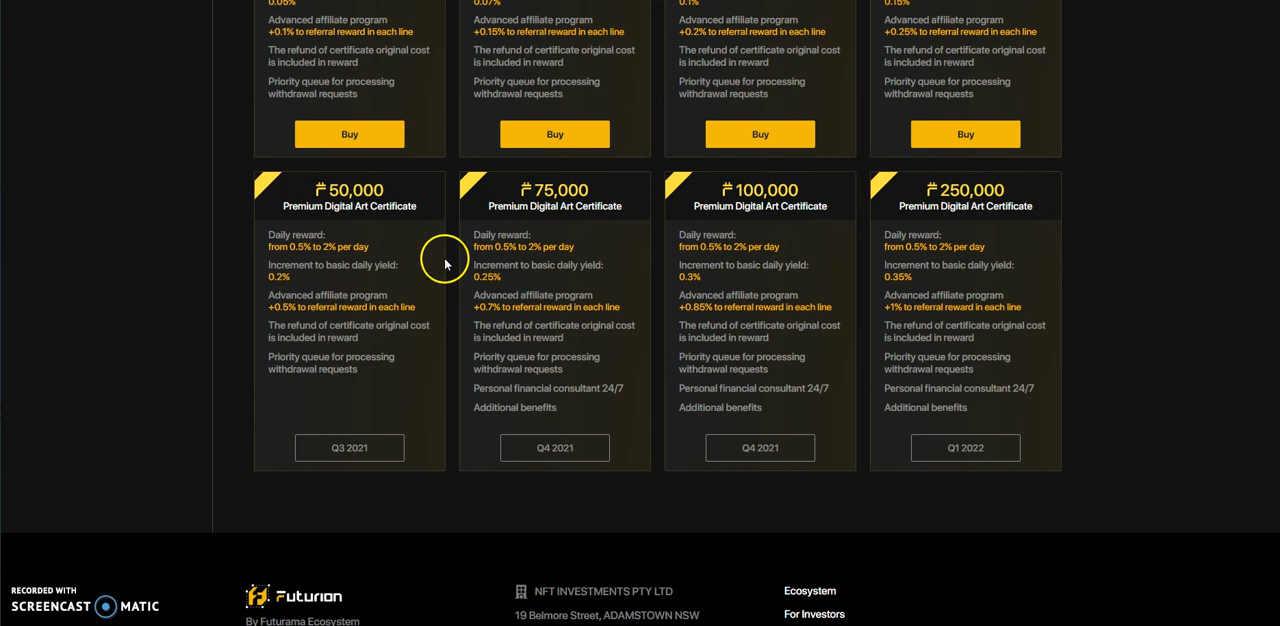 0.05%
Advanced affiliate program
+0.1% to referral reward in each line
The refund of certificate original cost
is included in reward
Priority queue for processing
withdrawal requests
Buy
0.07%
Advanced affiliate program
+0.15% to referral reward in each line
The refund of certificate original cost
is included in reward
Priority queue for processing
withdrawal requests
Buy
0.1%
Advanced affiliate program
+0.2% to referral reward in each line
The refund of certificate original cost
is included in reward
Priority queue for processing
withdrawal requests
Buy
0.15%
Advanced affiliate program
+0.25% to referral reward in each line
The refund of certificate original cost
is included in reward
Priority queue for processing
withdrawal requests
Buy
50,000
Premium Digital Art Certificate
Daily reward:
from 0.5% to 2% per day
Increment to basic daily yield:
0.2%
Advanced affiliate program
+0.5% to referral reward in each line
The refund of certificate original cost
is included in reward
Priority queue for processing
withdrawal requests
Q3 2021
75,000
Premium Digital Art Certificate
Daily reward:
from 0.5% to 2% per day
Increment to basic daily yield:
0.25%
Advanced affiliate program
+0.7% to referral reward in each line
The refund of certificate original cost
is included in reward
Priority queue for processing
withdrawal requests
Personal financial consultant 24/7
Additional benefits
Q4 2021
100,000
Premium Digital Art Certificate
Daily reward:
from 0.5% to 2% per day
Increment to basic daily yield:
0.3%
Advanced affiliate program
+0.85% to referral reward in each line
The refund of certificate original cost
is included in reward
Priority queue for processing
withdrawal requests
Personal financial consultant 24/7
Additional benefits
Q4 2021
250,000
Premium Digital Art Certificate
Daily reward:
from 0.5% to 2% per day
Increment to basic daily yield:
0.35%
Advanced affiliate program
+1% to referral reward in each line
The refund of certificate original cost
is included in reward
Priority queue for processing
withdrawal requests
Personal financial consultant 24/7
Additional benefits
Q1 2022
RECORDED WITH
SCREENCAST MATIC
Futurion
By Futurama Ecosystem
NFT INVESTMENTS PTY LTD
19 Belmore Street, ADAMSTOWN NSW
Ecosystem
For Investors